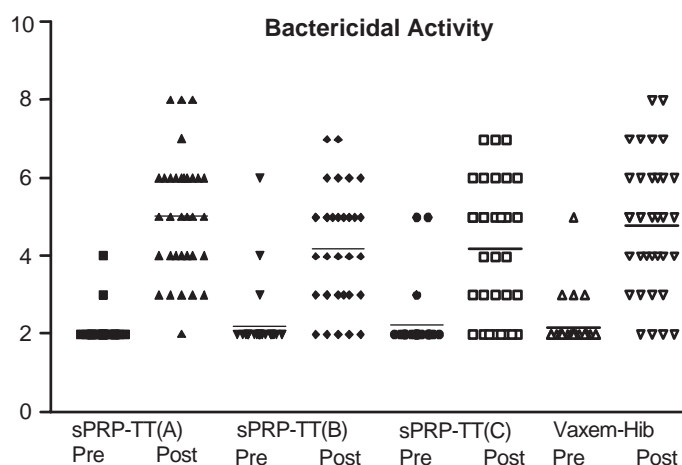 Bactericidal Activity
10
8
6
4
2
0
sPRP-TT(A) sPRP-TT(B) sPRP-TT(C) Vaxem-Hib
Pre Post Pre Post Pre Post Pre Post